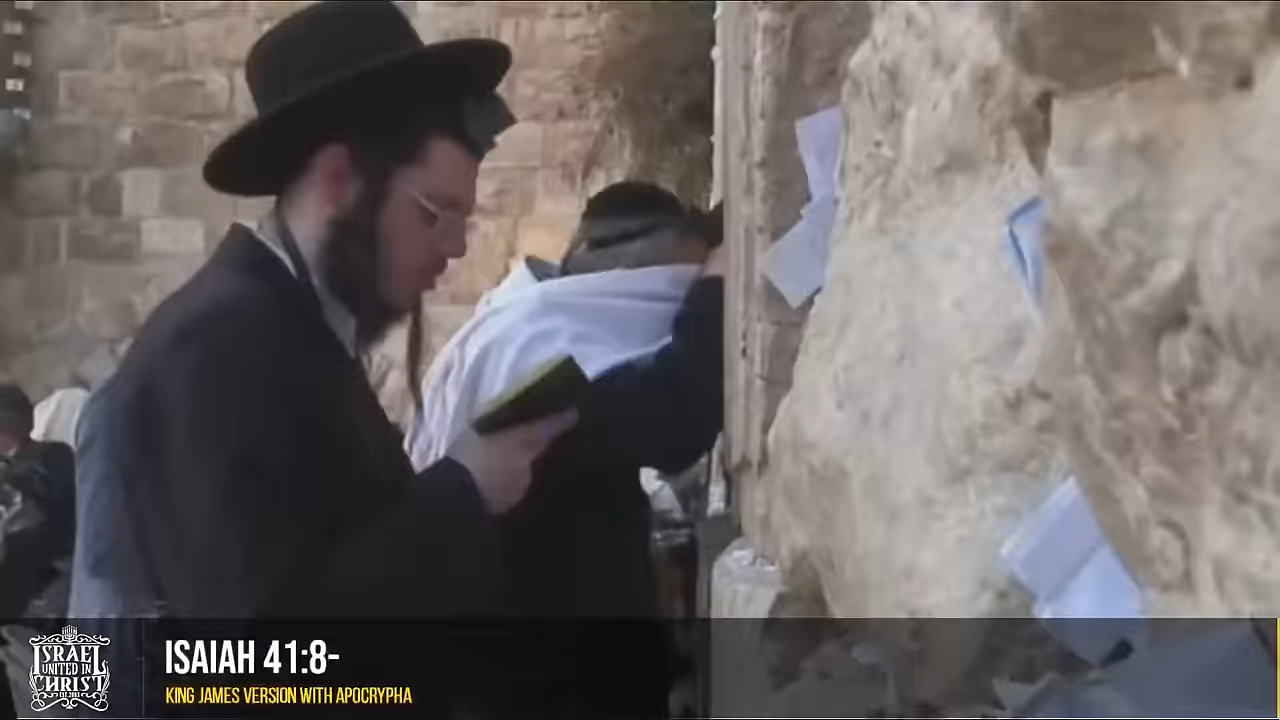 ISRAEL
UNITED IN
CHRIST
ISAIAH 41:8-
KING JAMES VERSION WITH APOCRYPHA